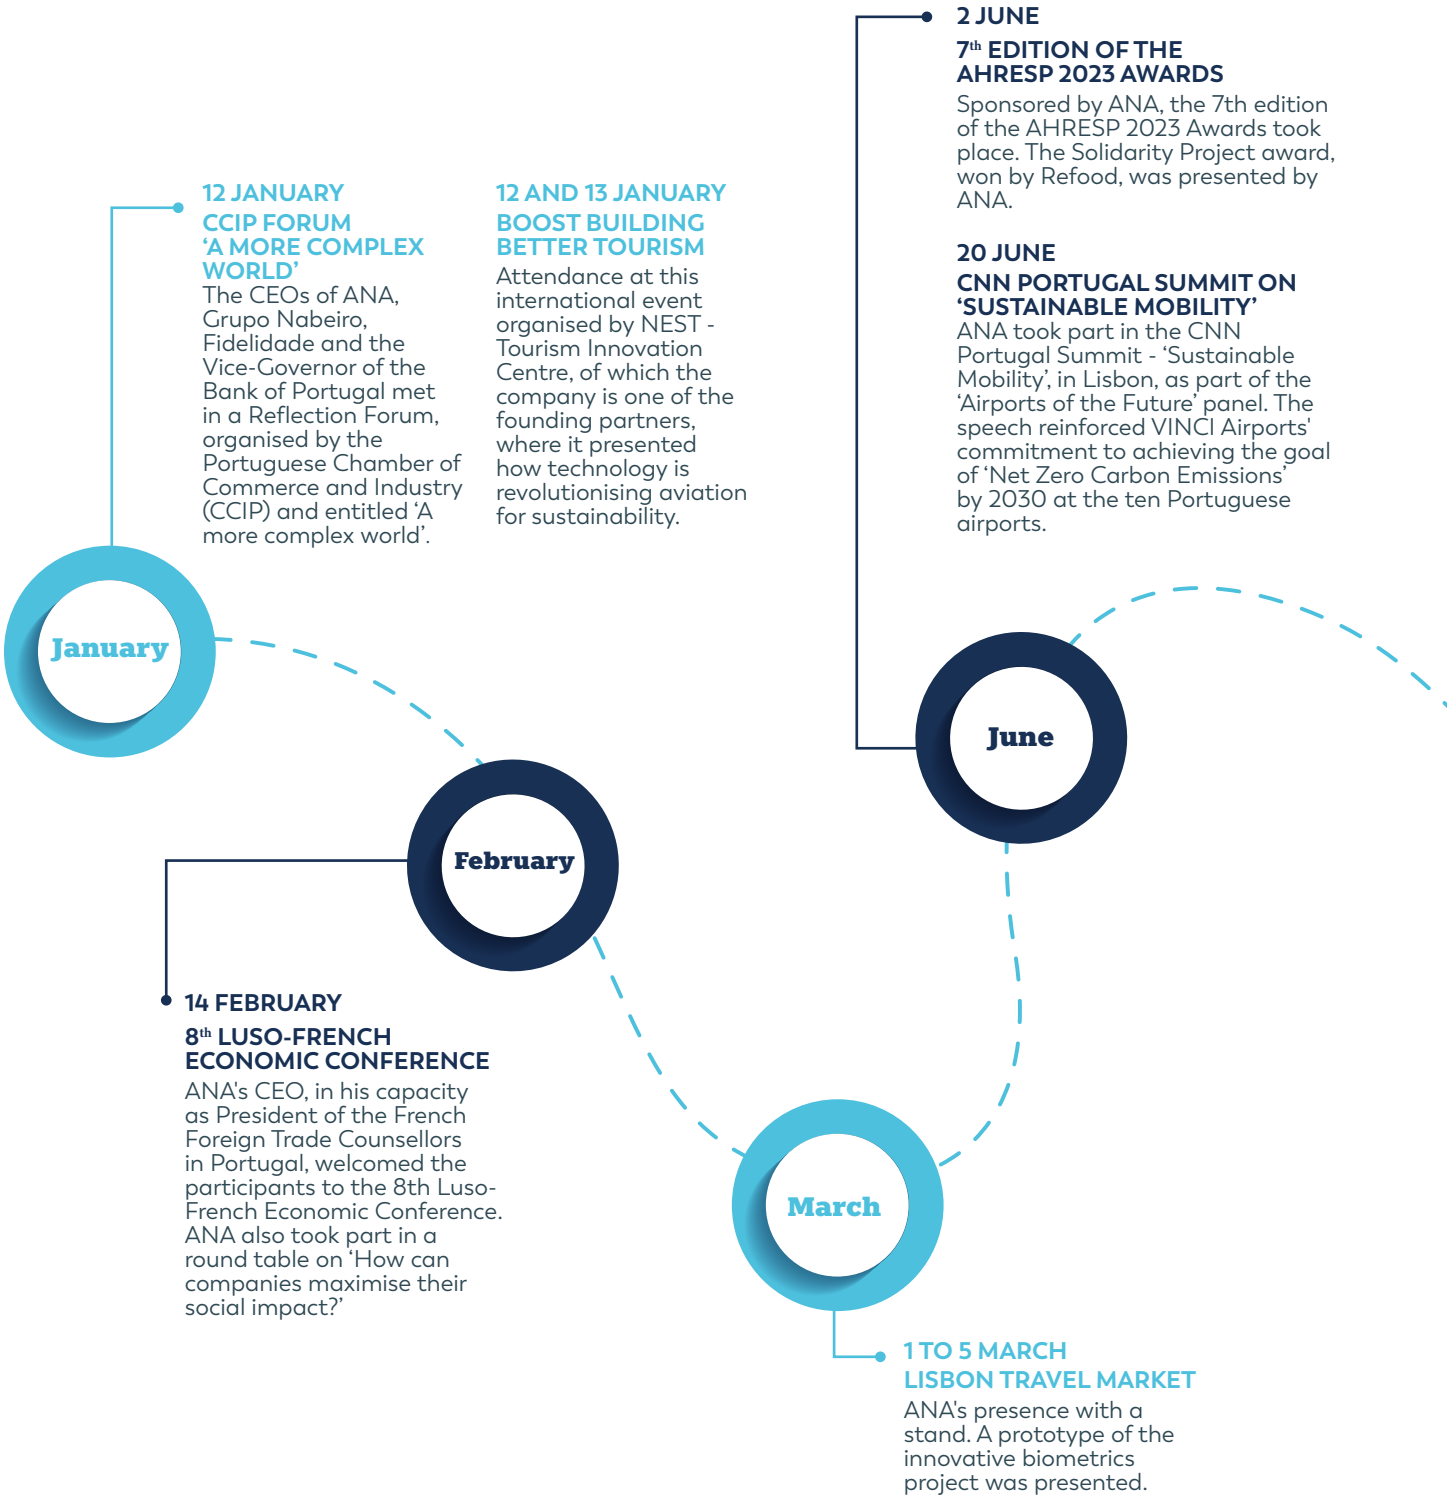 12 JANUARY
CCIP FORUM
‘A MORE COMPLEX
WORLD’
The CEOs of ANA,
Grupo Nabeiro,
Fidelidade and the
Vice-Governor of the
Bank of Portugal met
in a Reflection Forum,
organised by the
Portuguese Chamber of
Commerce and Industry
(CCIP) and entitled ‘A
more complex world’.
12 AND 13 JANUARY
BOOST BUILDING
BETTER TOURISM
Attendance at this
international event
organised by NEST -
Tourism Innovation
Centre, of which the
company is one of the
founding partners,
where it presented
how technology is
revolutionising aviation
for sustainability.
January
February
14 FEBRUARY
8th LUSO-FRENCH
ECONOMIC CONFERENCE
ANA's CEO, in his capacity
as President of the French
Foreign Trade Counsellors
in Portugal, welcomed the
participants to the 8th Luso-
French Economic Conference.
ANA also took part in a
round table on ‘How can
companies maximise their
social impact?’
March
1 TO 5 MARCH
LISBON TRAVEL MARKET
ANA's presence with a
stand. A prototype of the
innovative biometrics
project was presented.
2 JUNE
7th EDITION OF THE
AHRESP 2023 AWARDS
Sponsored by ANA, the 7th edition
of the AHRESP 2023 Awards took
place. The Solidarity Project award,
won by Refood, was presented by
ANA.
20 JUNE
CNN PORTUGAL SUMMIT ON
‘SUSTAINABLE MOBILITY’
ANA took part in the CNN
Portugal Summit - ‘Sustainable
Mobility’, in Lisbon, as part of the
‘Airports of the Future’ panel. The
speech reinforced VINCI Airports'
commitment to achieving the goal
of ‘Net Zero Carbon Emissions’
by 2030 at the ten Portuguese
airports.
June